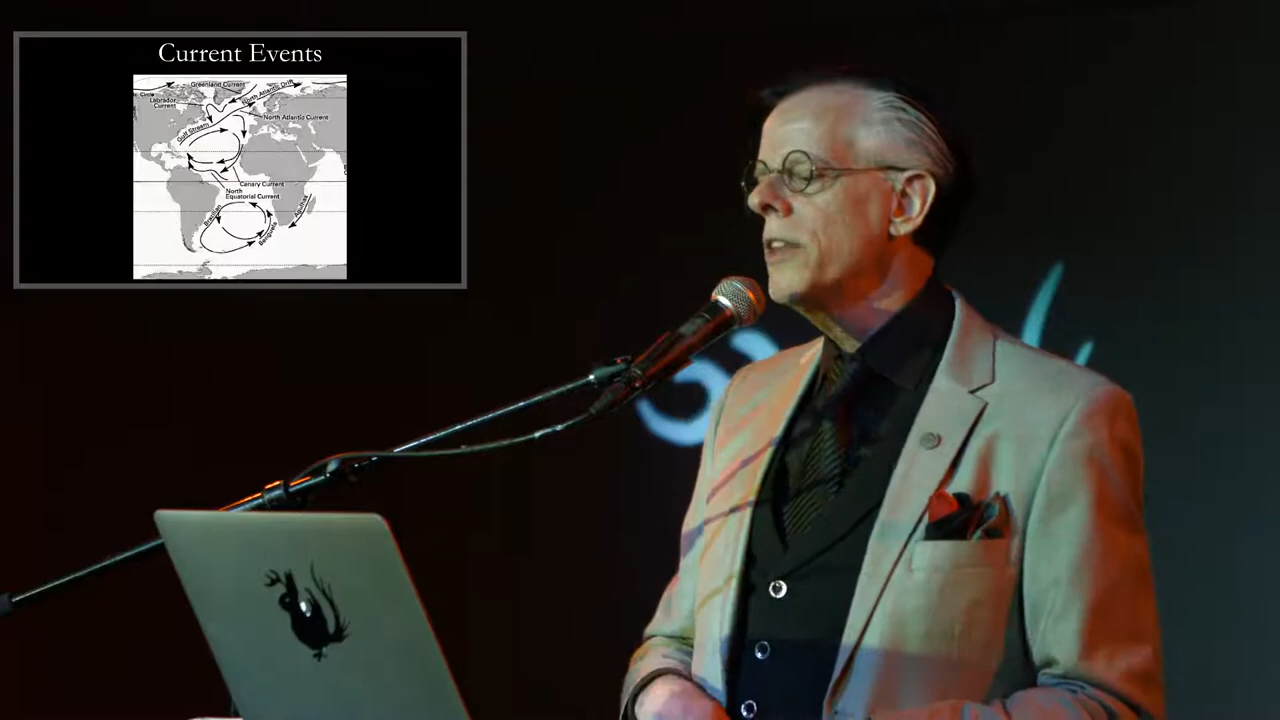 Current Events
Greenland Current
Labrador
Current
North Atlantic Drift
North Atlantic Current
Gulf Stream
Canary Current
North
Equatorial Current
Brazilian
Benguela
Agulhas